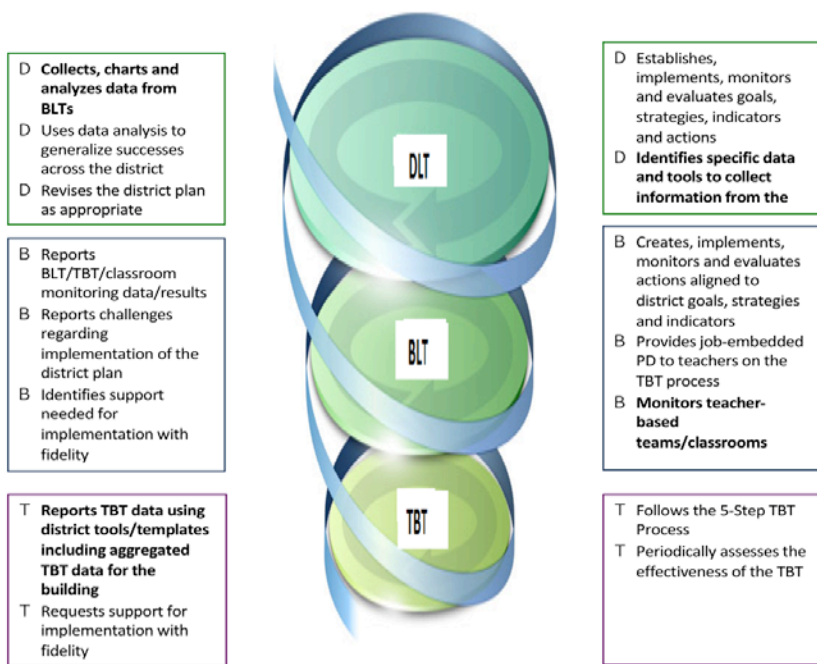 D Collects, charts and
analyzes data from
BLTs
D Uses data analysis to
generalize successes
across the district
D Revises the district plan
as appropriate
B Reports
BLT/TBT/classroom
monitoring data/results
B Reports challenges
regarding
implementation of the
district plan
B Identifies support
needed for
implementation with
fidelity
T Reports TBT data using
district tools/templates
including aggregated
TBT data for the
building
T Requests support for
implementation with
fidelity
DLT
BLT
TBT
D Establishes,
implements, monitors
and evaluates goals,
strategies, indicators
and actions
D Identifies specific data
and tools to collect
information from the
B Creates, implements,
monitors and evaluates
actions aligned to
district goals, strategies
and indicators
B Provides job-embedded
PD to teachers on the
TBT process
B Monitors teacher-
based
teams/classrooms
T Follows the 5-Step TBT
Process
T Periodically assesses the
effectiveness of the TBT